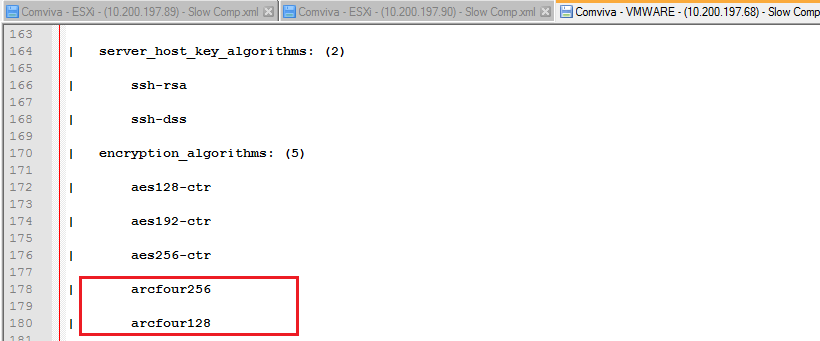 Comviva - ESXi - (10.200.197.89) - Slow Comp.xml
Comviva - ESXi - (10.200.197.90) - Slow Comp.xml
Comviva - VMWARE - (10.200.197.68) - Slow Comp
163
164 | server_host_key_algorithms: (2)
165
166 | ssh-rsa
167
168 | ssh-dss
169
170 | encryption_algorithms: (5)
171
172 | aes128-ctr
173
174 | aes192-ctr
175
176 | aes256-ctr
177
178 | arcfour256
179
180 | arcfour128
181